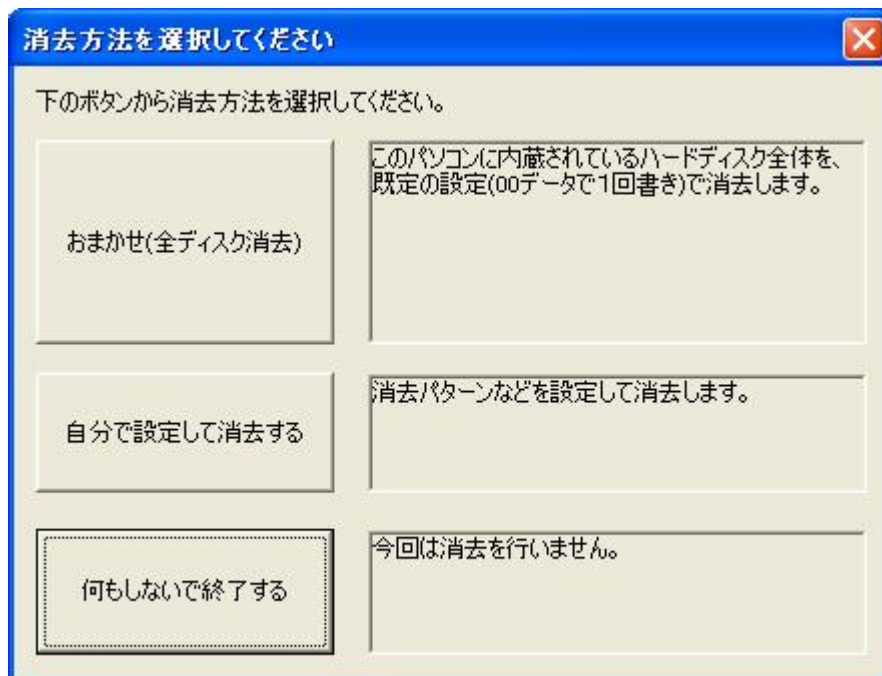 消去方法を選択してください
下のボタンから消去方法を選択してください。
おまかせ(全ディスク消去)
このパソコンに内蔵されているハードディスク全体を、
既定の設定(00データで1回書き)で消去します。
自分で設定して消去する
消去パターンなどを設定して消去します。
何もしないで終了する
今回は消去を行いません。